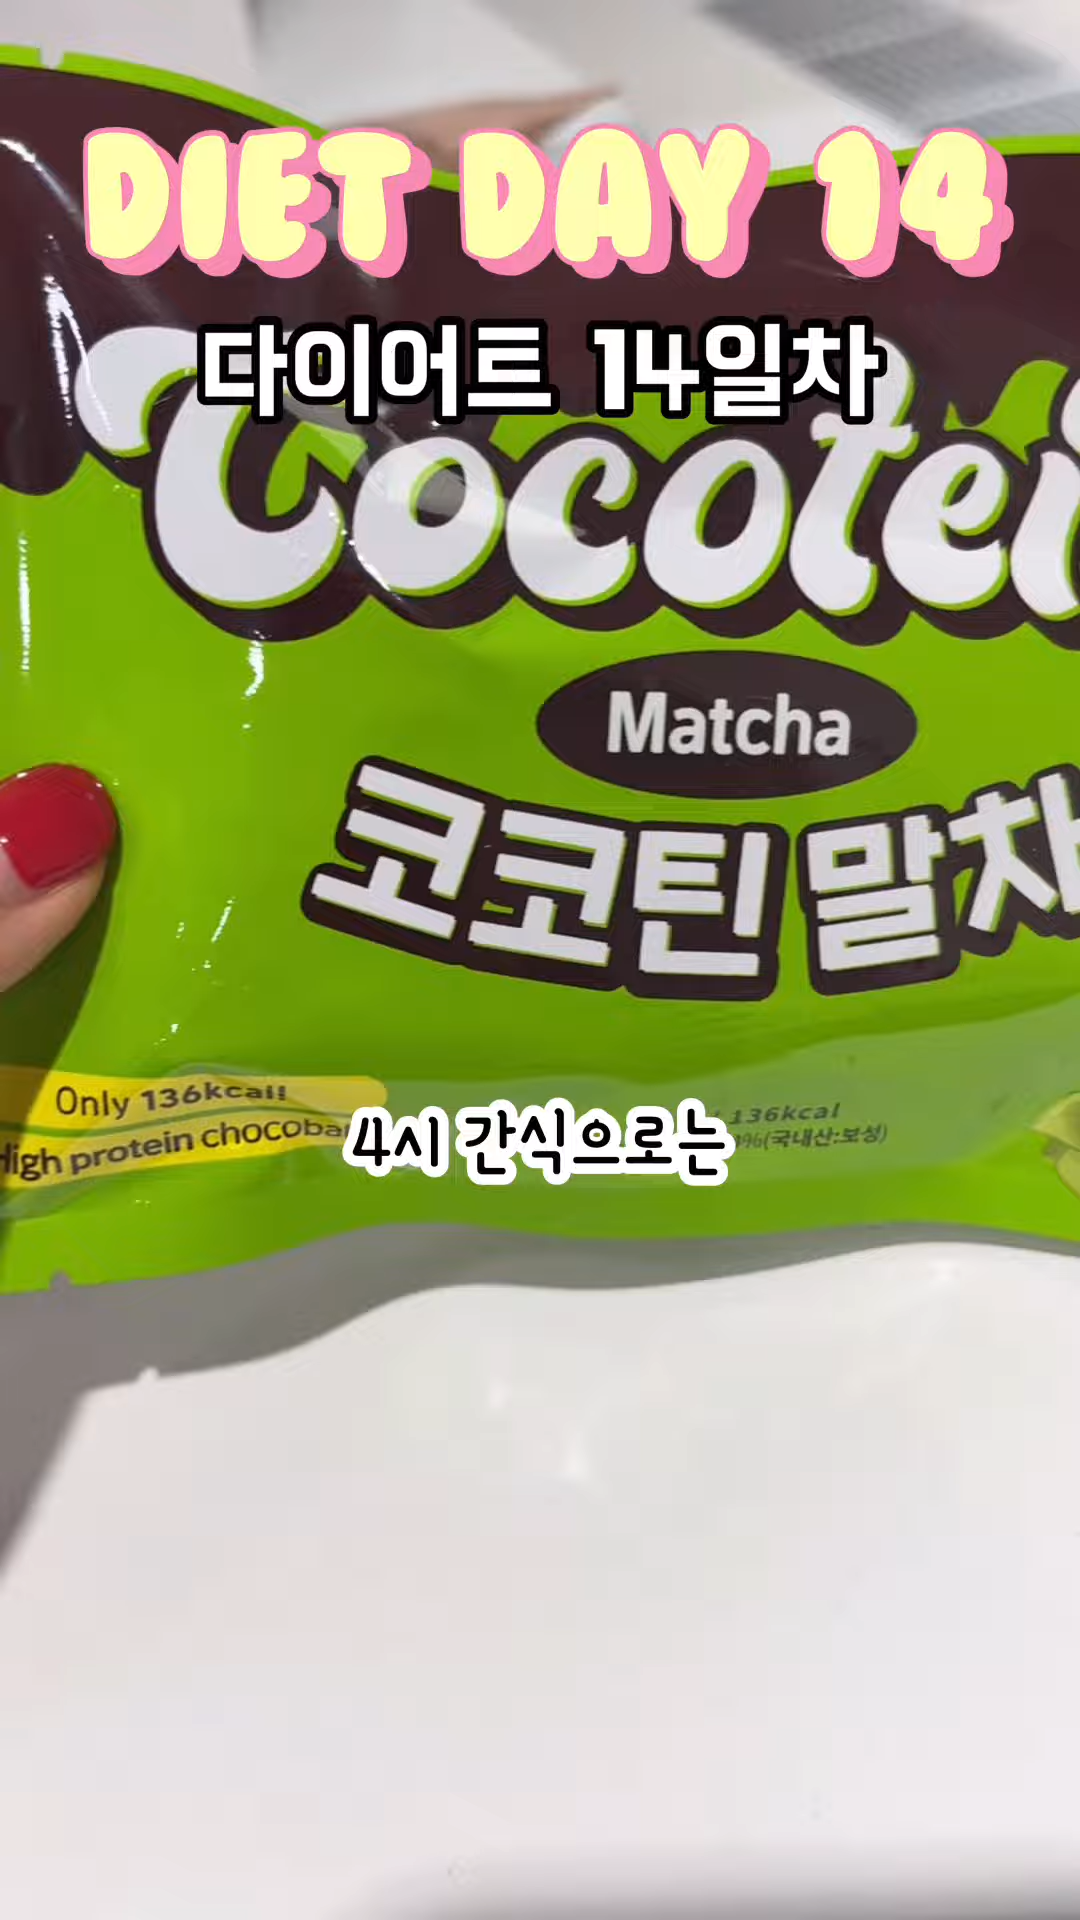 DIET DAY 14
다이어트 14일차
Cocotei
Matcha
코코틴 말차
Only 136kcal!
High protein chocoba
136kcal
%(국내산:보성)
4시 간식으로는